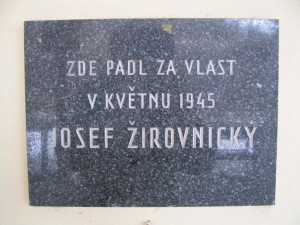 ZDE PADL ZA VLAST
V KVĚTNU 1945
JOSEF ŽIROVNICKÝ